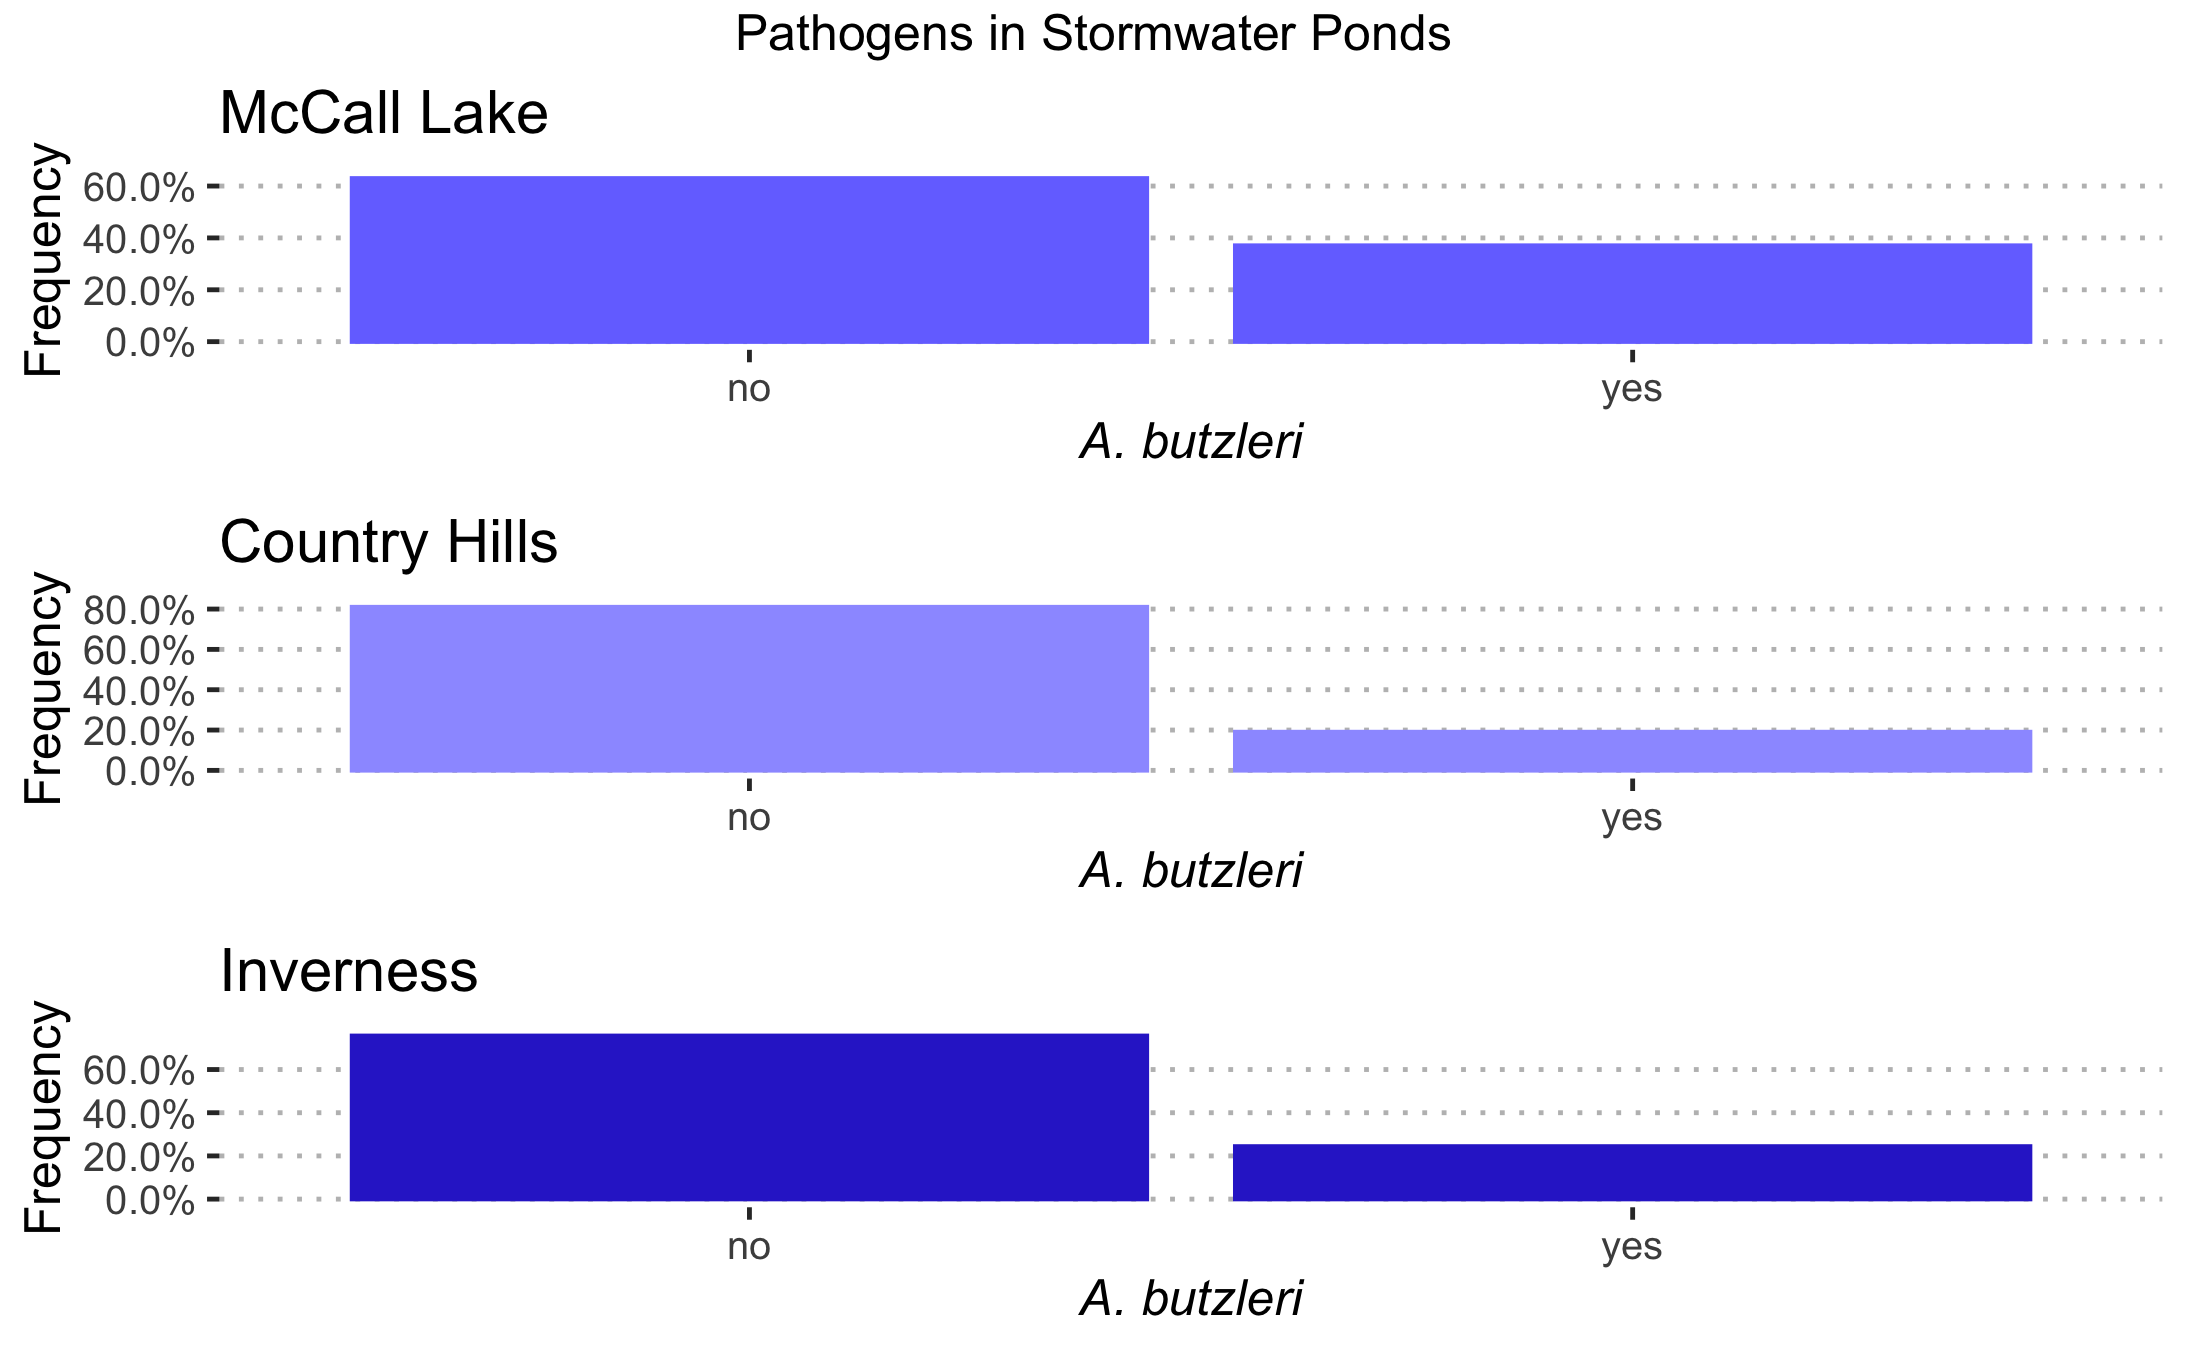 Pathogens in Stormwater Ponds
McCall Lake
Frequency
60.0%
40.0%
20.0%
0.0%
no yes
A. butzleri
Country Hills
Frequency
80.0%
60.0%
40.0%
20.0%
0.0%
no yes
A. butzleri
Inverness
Frequency
60.0%
40.0%
20.0%
0.0%
no yes
A. butzleri